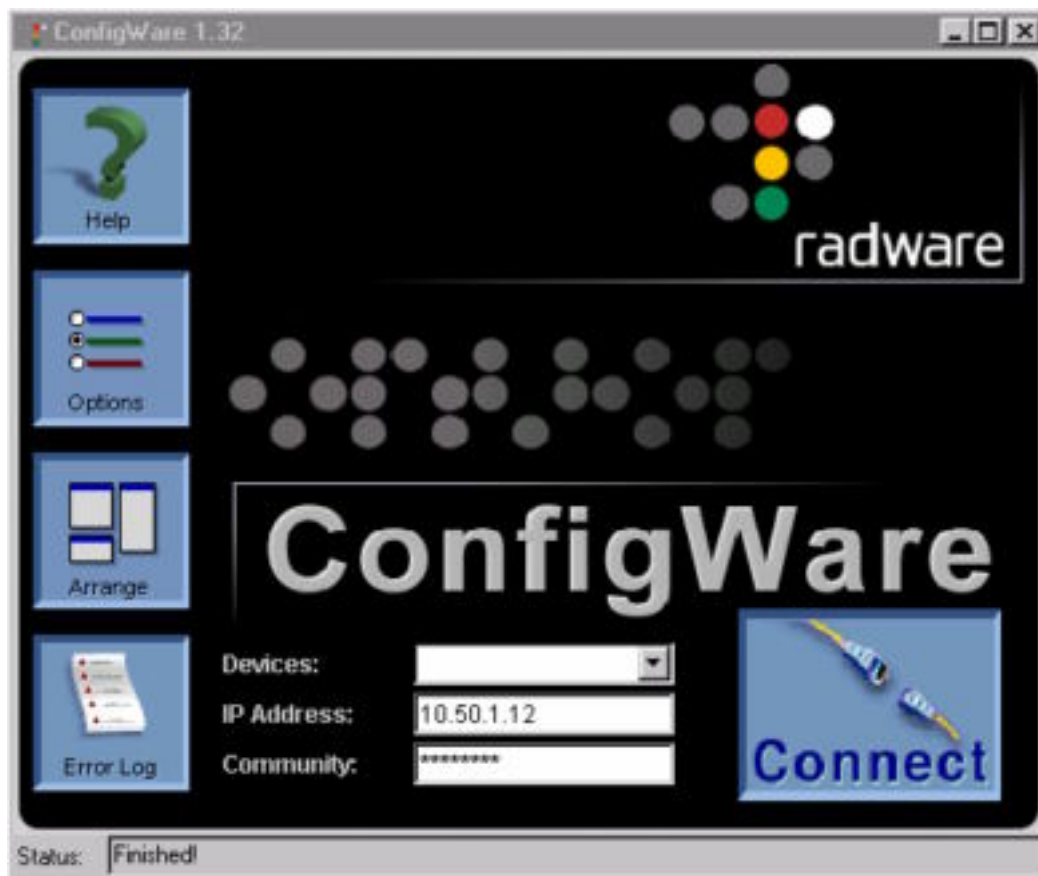 ConfigWare 1.32
Help
radware
Options
ConfigWare
Arrange
Devices:
IP Address: 10.50.1.12
Community: ********
Connect
Error Log
Status: Finished!